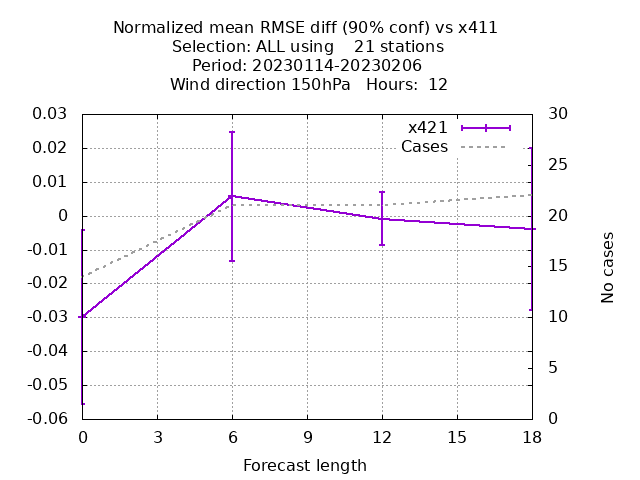 Normalized mean RMSE diff (90% conf) vs x411
Selection: ALL using    21 stations
Period: 20230114-20230206
Wind direction 150hPa   Hours:  12
x421
Cases
0.03
0.02
0.01
0
-0.01
-0.02
-0.03
-0.04
-0.05
-0.06
30
25
20
15
10
5
0
No cases
0 3 6 9 12 15 18
Forecast length